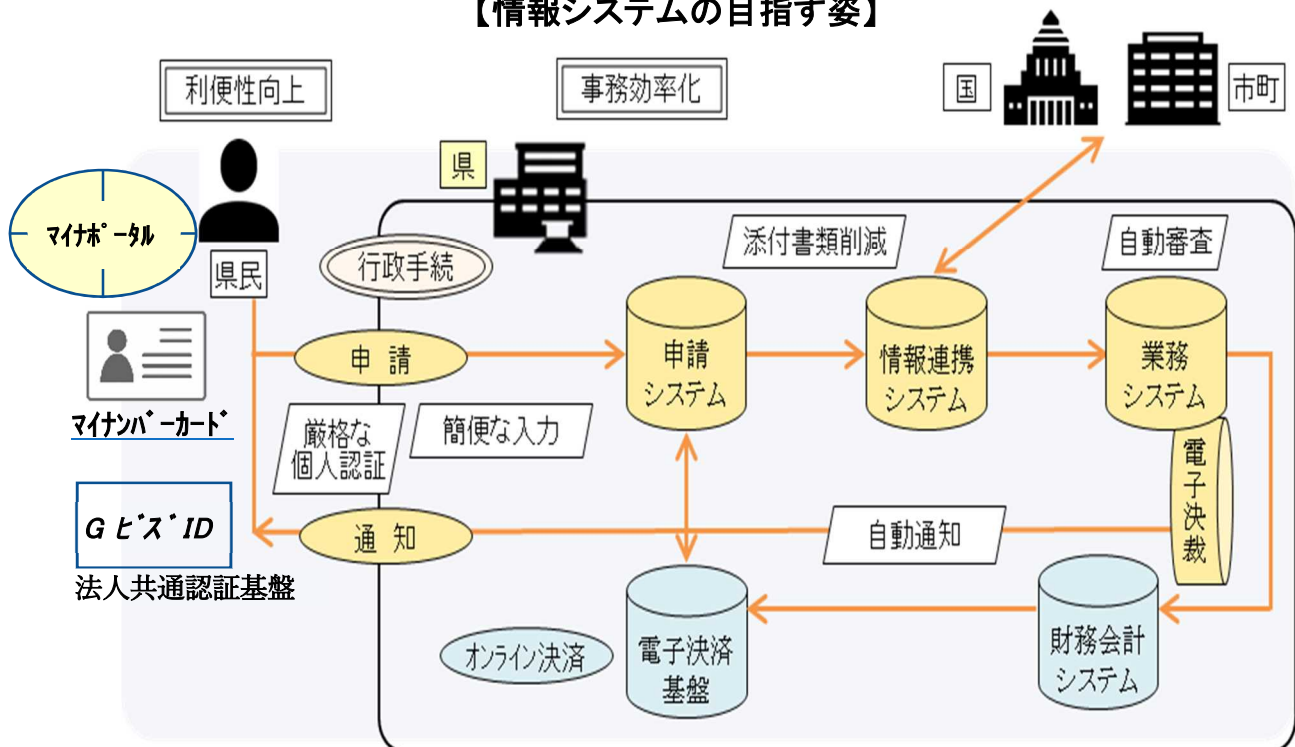 【情報システムの目指す姿】
利便性向上
事務効率化
国
市町
県
マイナポータル
県民
行政手続
添付書類削減
自動審査
申請
申請
システム
情報連携
システム
業務
システム
マイナンバーカード
厳格な
個人認証
簡便な入力
電子決裁
GビズID
法人共通認証基盤
通知
自動通知
オンライン決済
電子決済
基盤
財務会計
システム